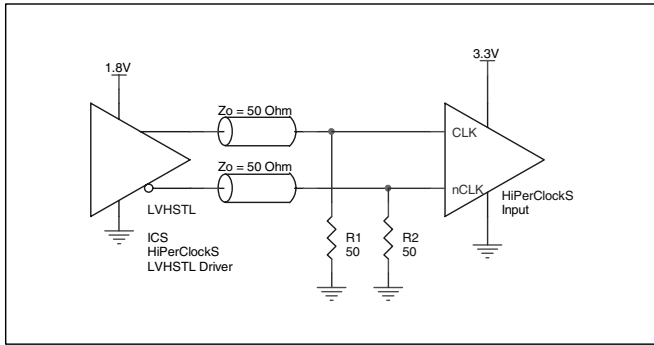 1.8V
3.3V
Zo = 50 Ohm
CLK
Zo = 50 Ohm
nCLK
HiPerClockS
Input
LVHSTL
ICS
HiPerClockS
LVHSTL Driver
R1
50
R2
50